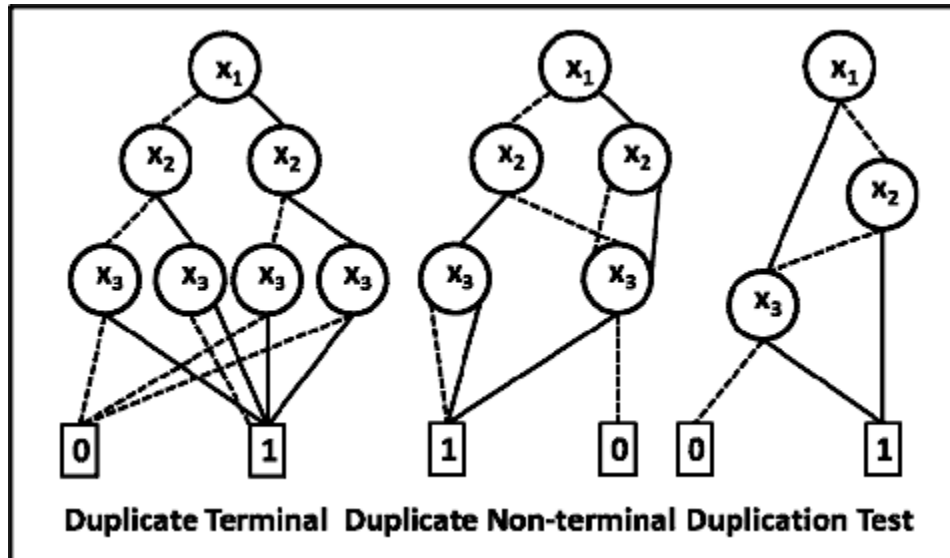 x1 x1 x1
x2 x2 x2 x2 x2
x3 x3 x3 x3 x3 x3 x3
0 1 1 0 0 1
Duplicate Terminal Duplicate Non-terminal Duplication Test